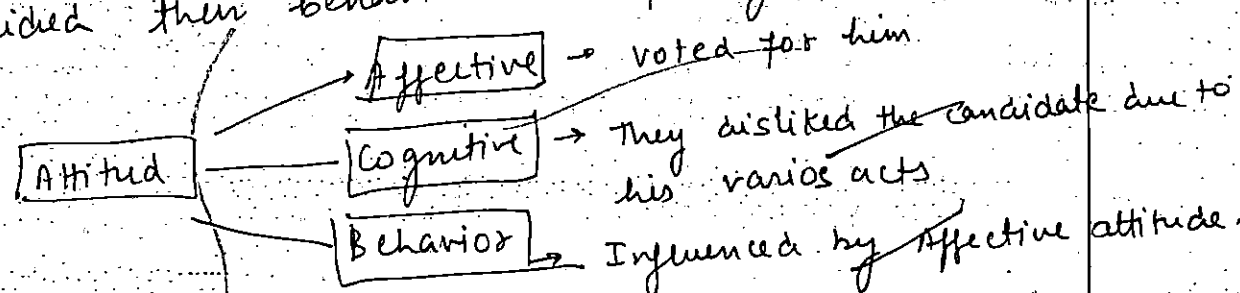 their
Affective → voted for him.
Attitud
Cognitive → They disliked the candidate due to
his varios acts.
Behavior → Influenced by Affective attitude.